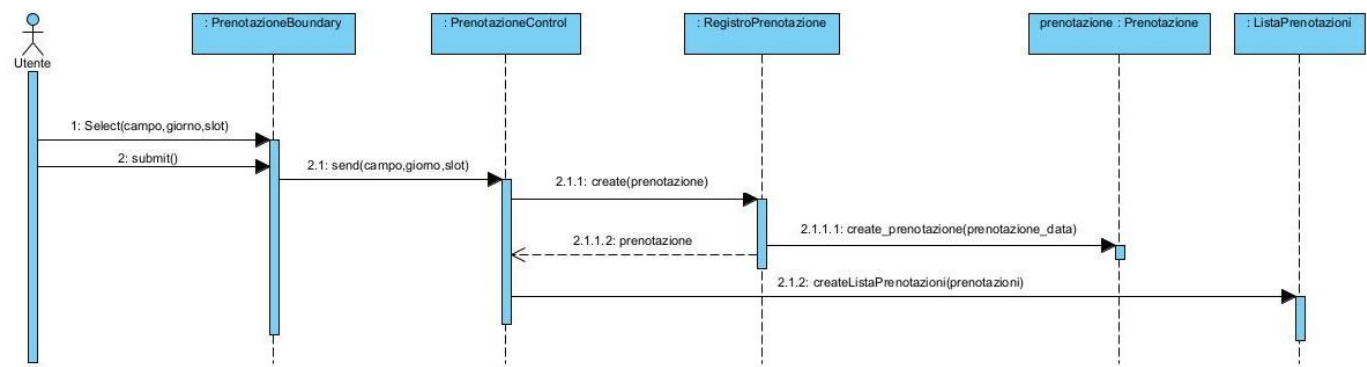 : PrenotazioneBoundary
: PrenotazioneControl
: RegistroPrenotazione
prenotazione : Prenotazione
: ListaPrenotazioni
Utente
1: Select(campo,giorno,slot)
2: submit()
2.1: send(campo,giorno,slot)
2.1.1: create(prenotazione)
2.1.1.1: create_prenotazione(prenotazione_data)
2.1.1.2: prenotazione
2.1.2: createListaPrenotazioni(prenotazioni)